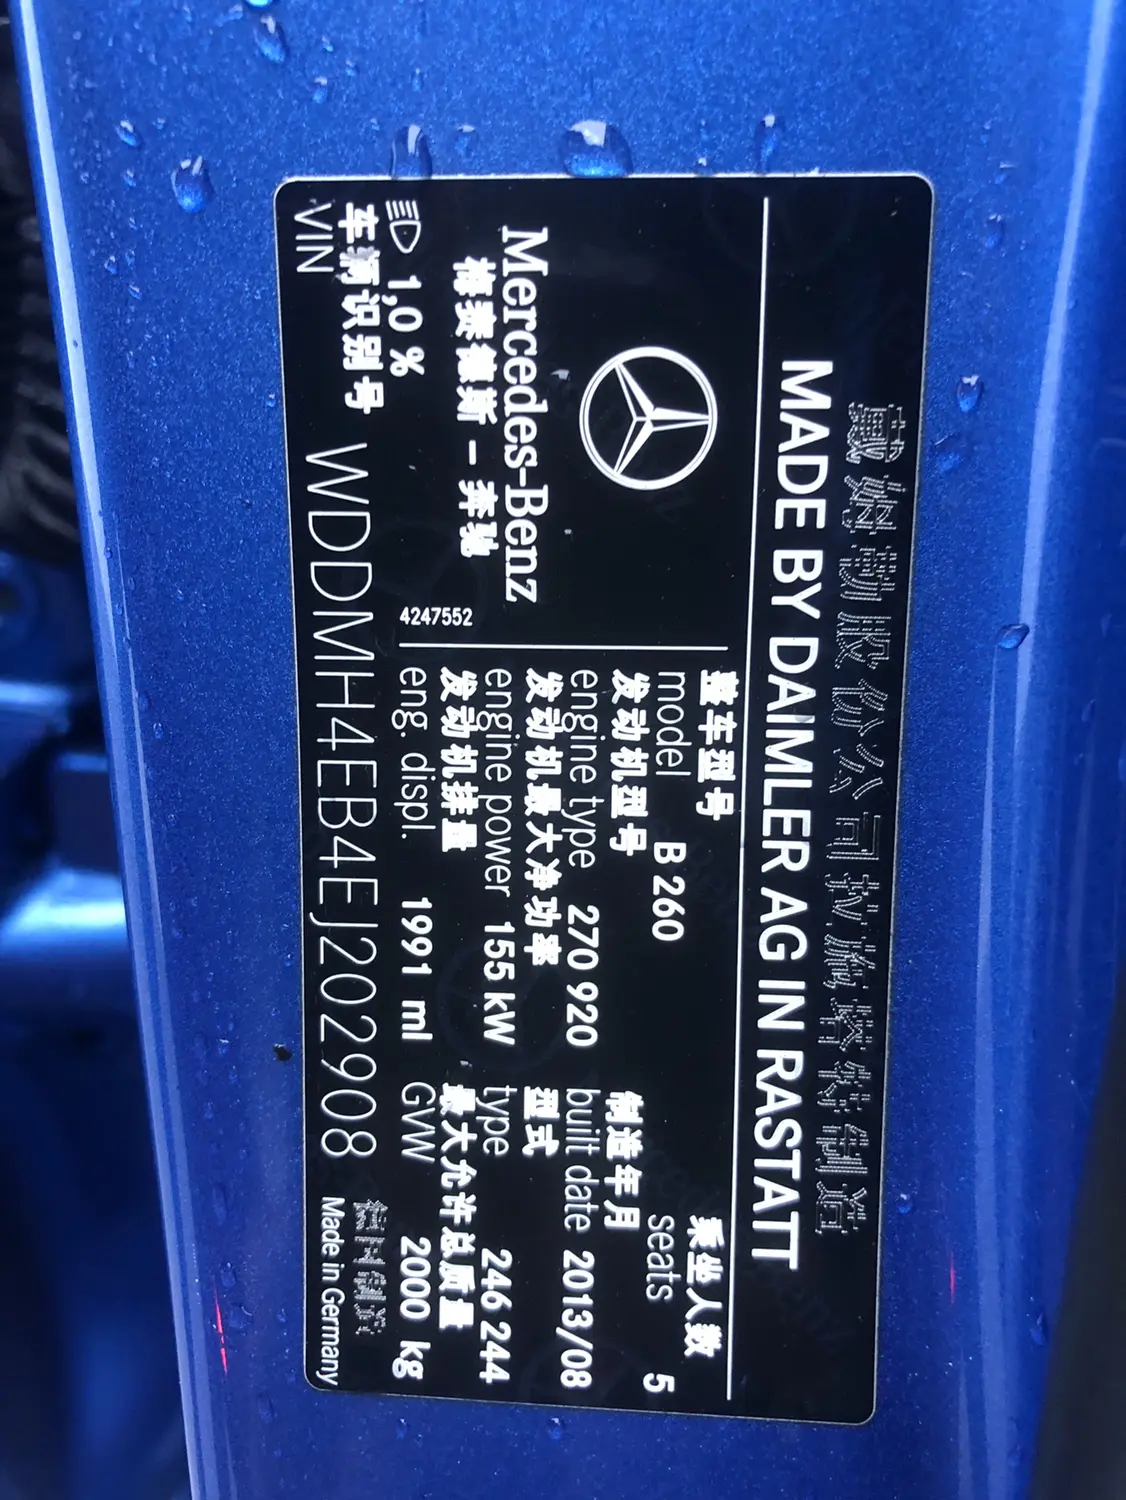 戴姆勒股份公司拉施塔特制造
MADE BY DAIMLER AG IN RASTATT
Mercedes-Benz
梅赛德斯－奔驰
1,0 %
4247552
整车型号
model B 260
发动机型号
engine type 270 920
发动机最大净功率
engine power 155 kW
发动机排量
eng. displ. 1991 ml
乘坐人数
seats 5
制造年月
built date 2013/08
型式
type 246 244
最大允许总质量
GVW 2000 kg
车辆识别号
VIN WDDMH4EB4EJ202908
德国制造
Made in Germany